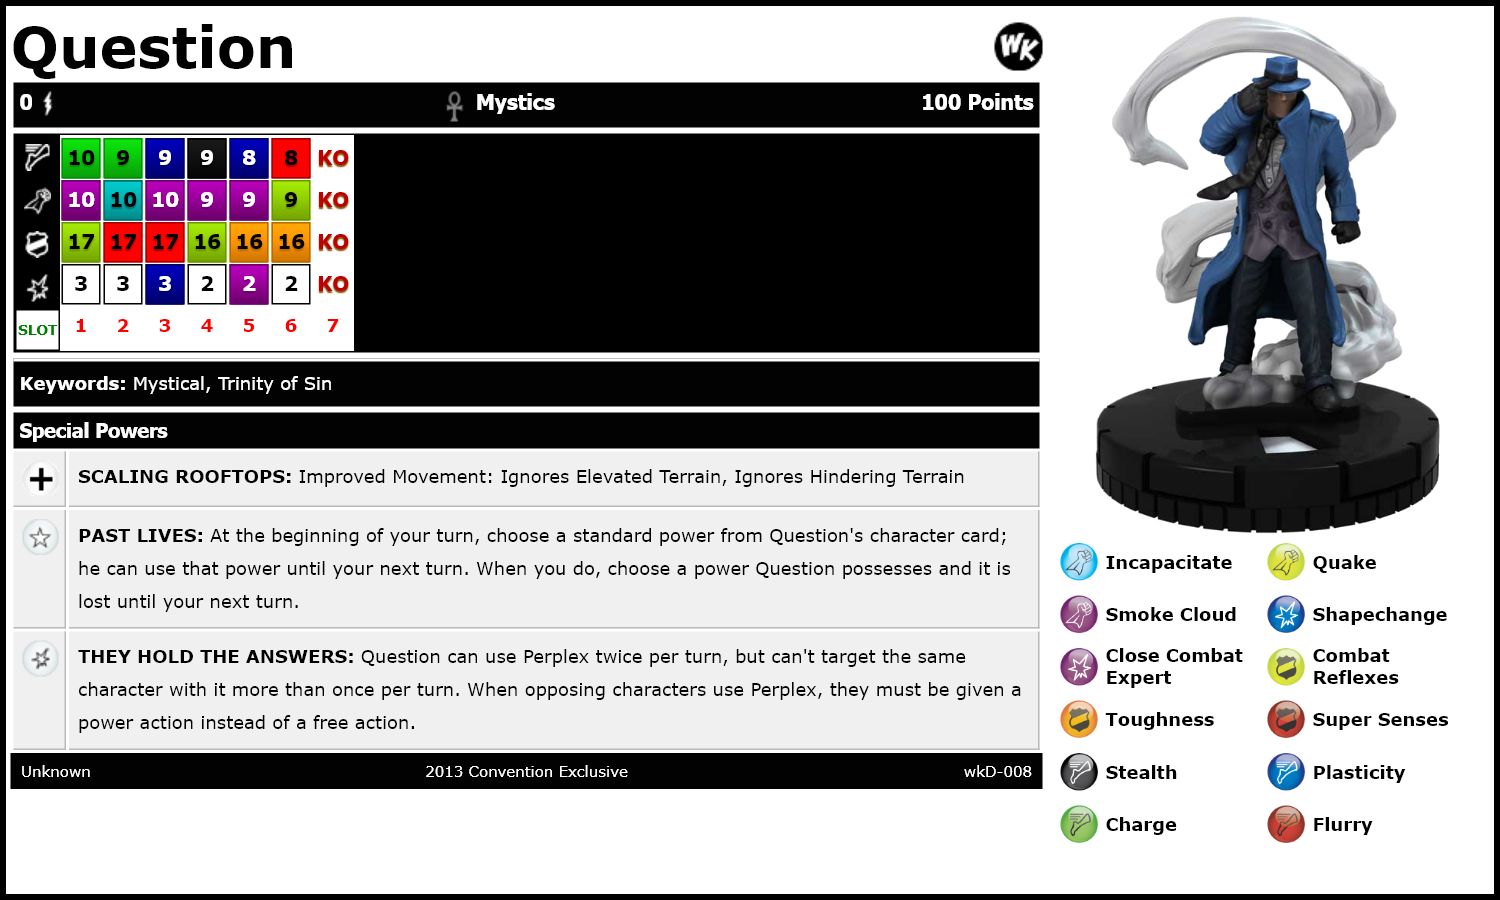 Question
WK
0 Mystics 100 Points
10 9 9 9 8 8 KO
10 10 10 9 9 9 KO
17 17 17 16 16 16 KO
3 3 3 2 2 2 KO
SLOT 1 2 3 4 5 6 7
Keywords: Mystical, Trinity of Sin
Special Powers
SCALING ROOFTOPS: Improved Movement: Ignores Elevated Terrain, Ignores Hindering Terrain
PAST LIVES: At the beginning of your turn, choose a standard power from Question's character card;
he can use that power until your next turn. When you do, choose a power Question possesses and it is
lost until your next turn.
THEY HOLD THE ANSWERS: Question can use Perplex twice per turn, but can't target the same
character with it more than once per turn. When opposing characters use Perplex, they must be given a
power action instead of a free action.
Unknown 2013 Convention Exclusive wkD-008
Incapacitate Quake
Smoke Cloud Shapechange
Close Combat Expert Combat Reflexes
Toughness Super Senses
Stealth Plasticity
Charge Flurry